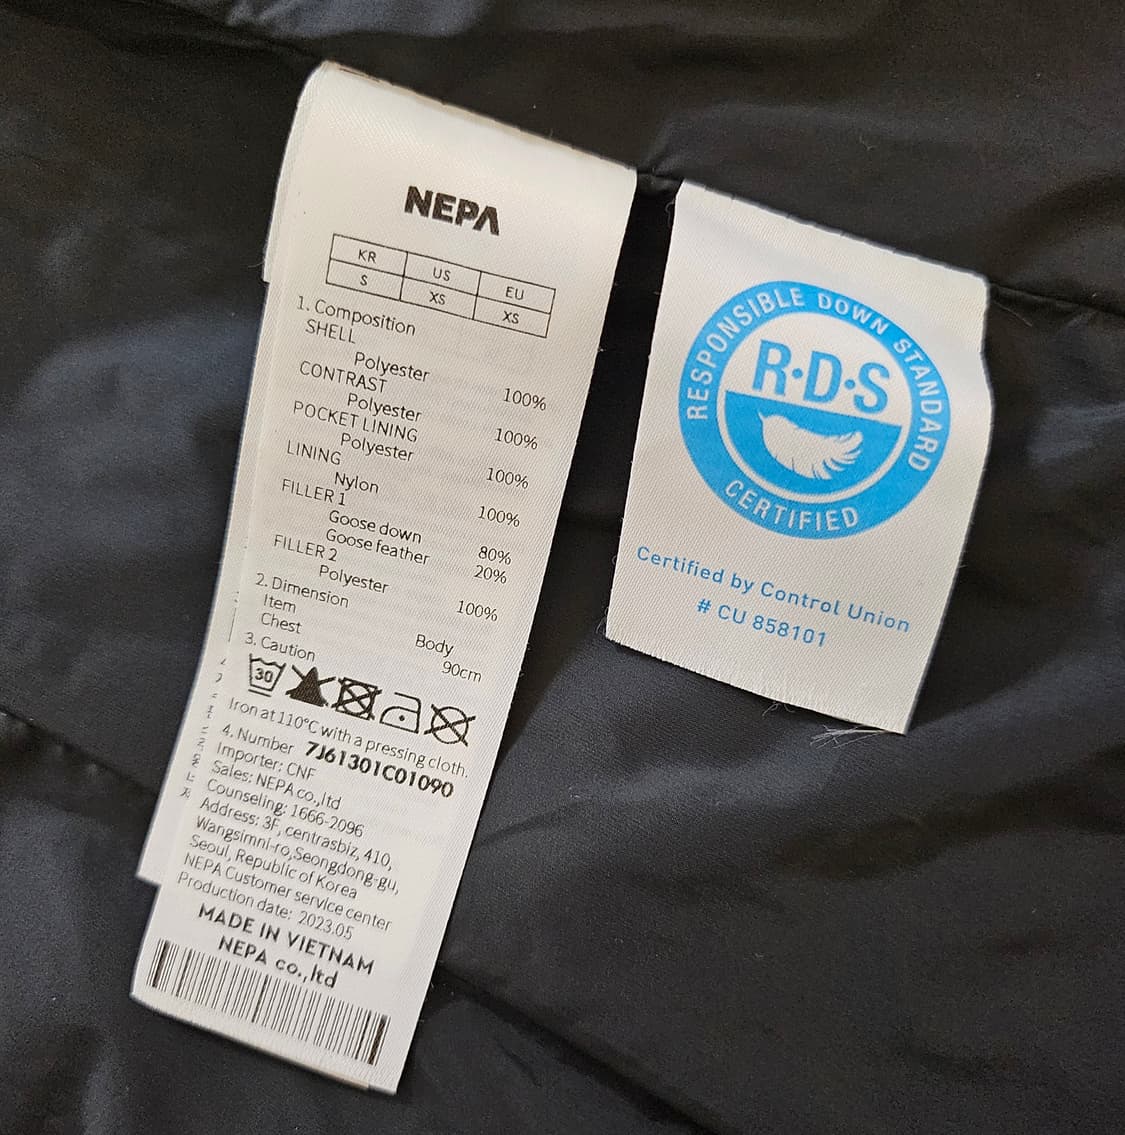 NEPA
KR US EU
S XS XS
1. Composition
SHELL
Polyester 100%
CONTRAST
Polyester 100%
POCKET LINING
Polyester 100%
LINING
Nylon 100%
FILLER 1
Goose down 80%
Goose feather 20%
FILLER 2
Polyester 100%
2. Dimension
Item Body
Chest 90cm
3. Caution
30
Iron at 110°C with a pressing cloth.
4. Number 7J61301C01090
Importer: CNF
Sales: NEPA co.,ltd
Counseling: 1666-2096
Address: 3F, centrasbiz, 410,
Wangsimni-ro,Seongdong-gu,
Seoul, Republic of Korea
NEPA Customer service center
Production date: 2023.05
MADE IN VIETNAM
NEPA co.,ltd
RESPONSIBLE DOWN STANDARD
R·D·S
CERTIFIED
Certified by Control Union
# CU 858101